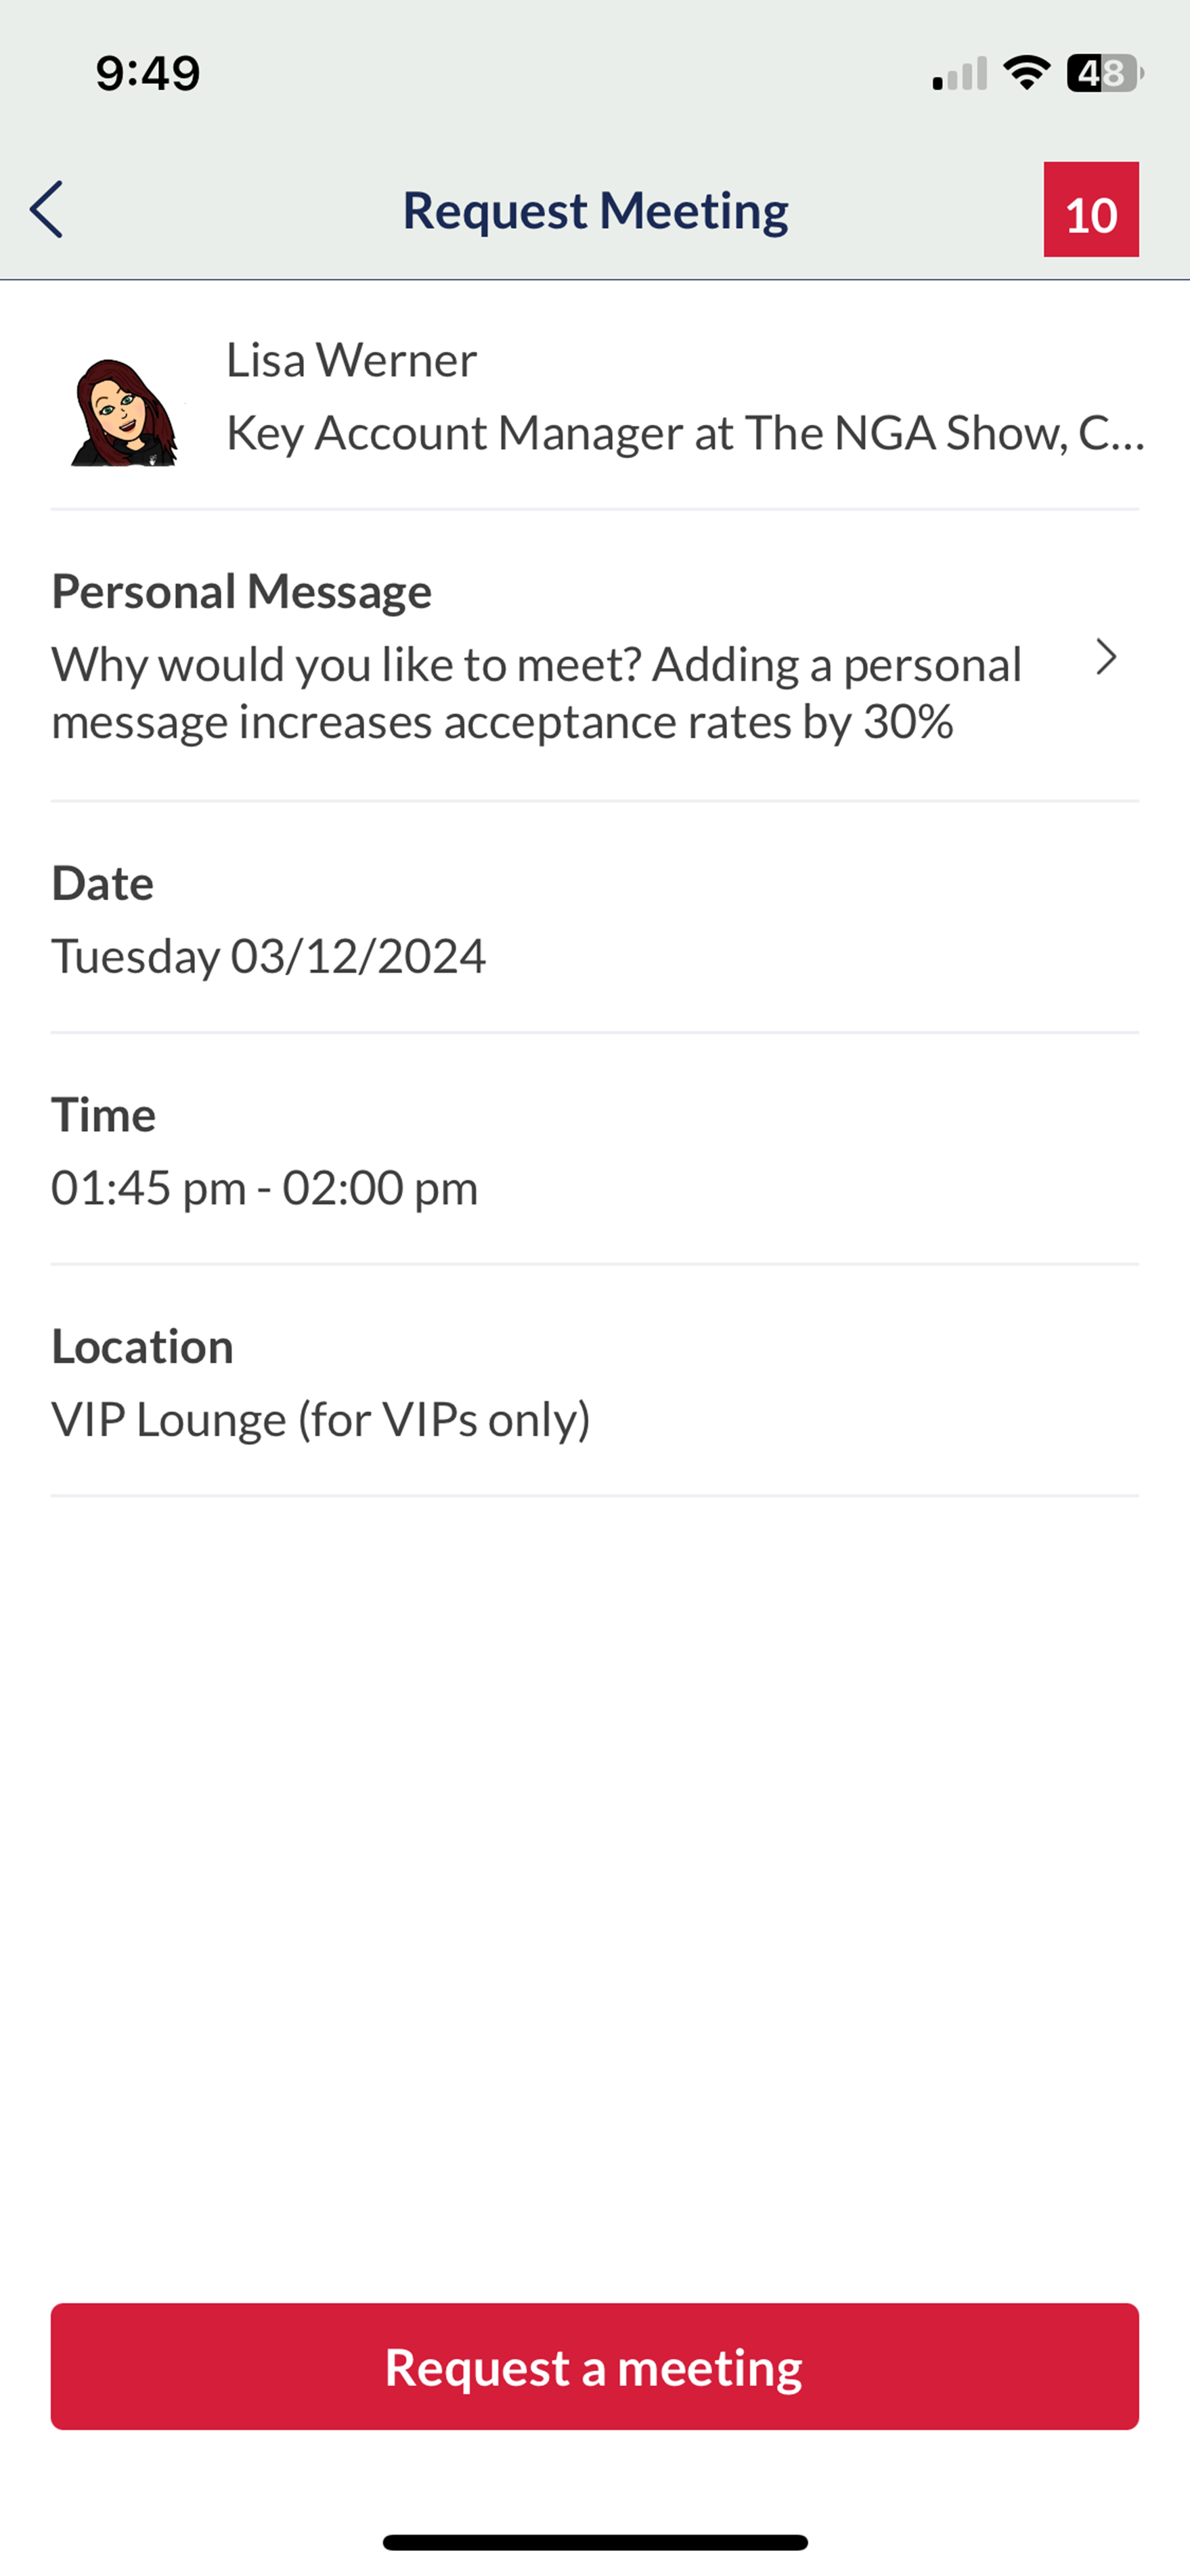 9:49
48
Request Meeting
10
Lisa Werner
Key Account Manager at The NGA Show, C...
Personal Message
Why would you like to meet? Adding a personal
message increases acceptance rates by 30%
Date
Tuesday 03/12/2024
Time
01:45 pm - 02:00 pm
Location
VIP Lounge (for VIPs only)
Request a meeting